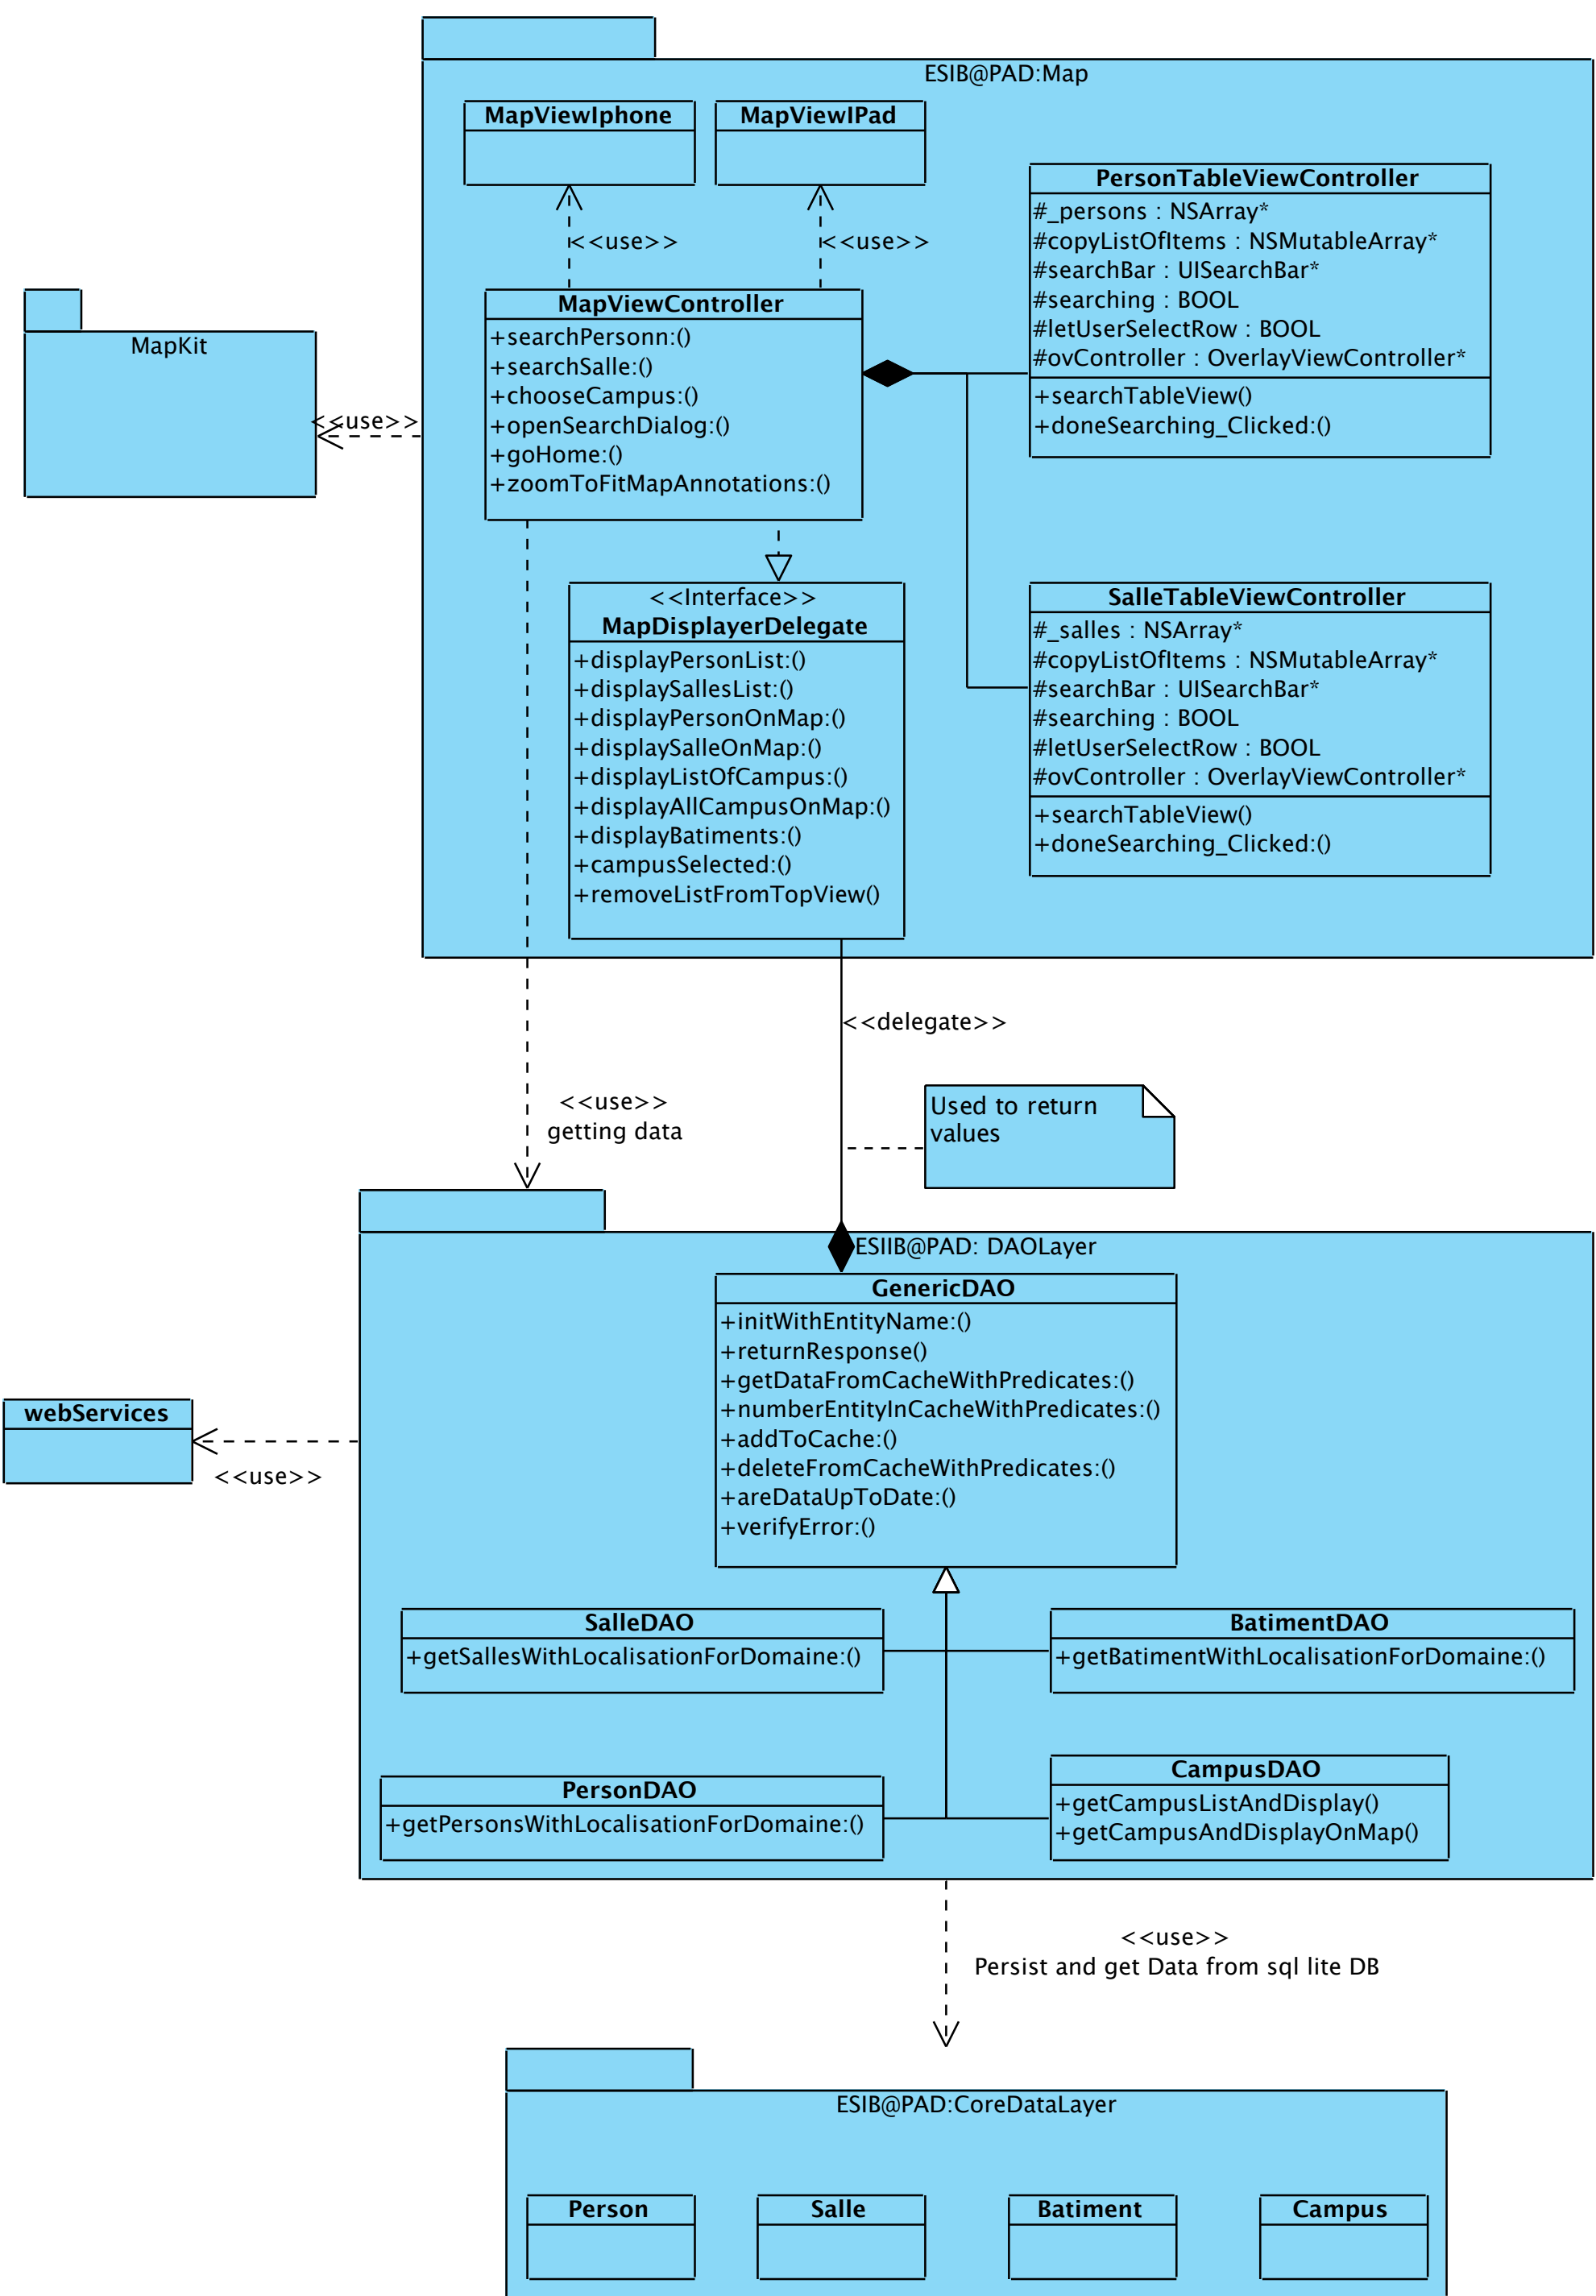 ESIB@PAD:Map
MapViewIphone
MapViewIPad
<<use>>
<<use>>
MapKit
<<use>>
MapViewController
+searchPersonn:()
+searchSalle:()
+chooseCampus:()
+openSearchDialog:()
+goHome:()
+zoomToFitMapAnnotations:()
PersonTableViewController
#_persons : NSArray*
#copyListOfItems : NSMutableArray*
#searchBar : UISearchBar*
#searching : BOOL
#letUserSelectRow : BOOL
#ovController : OverlayViewController*
+searchTableView()
+doneSearching_Clicked:()
<<Interface>>
MapDisplayerDelegate
+displayPersonList:()
+displaySallesList:()
+displayPersonOnMap:()
+displaySalleOnMap:()
+displayListOfCampus:()
+displayAllCampusOnMap:()
+displayBatiments:()
+campusSelected:()
+removeListFromTopView()
SalleTableViewController
#_salles : NSArray*
#copyListOfItems : NSMutableArray*
#searchBar : UISearchBar*
#searching : BOOL
#letUserSelectRow : BOOL
#ovController : OverlayViewController*
+searchTableView()
+doneSearching_Clicked:()
<<delegate>>
<<use>>
getting data
Used to return
values
ESIIB@PAD: DAOLayer
GenericDAO
+initWithEntityName:()
+returnResponse()
+getDataFromCacheWithPredicates:()
+numberEntityInCacheWithPredicates:()
+addToCache:()
+deleteFromCacheWithPredicates:()
+areDataUpToDate:()
+verifyError:()
webServices
<<use>>
SalleDAO
+getSallesWithLocalisationForDomaine:()
BatimentDAO
+getBatimentWithLocalisationForDomaine:()
PersonDAO
+getPersonsWithLocalisationForDomaine:()
CampusDAO
+getCampusListAndDisplay()
+getCampusAndDisplayOnMap()
<<use>>
Persist and get Data from sql lite DB
ESIB@PAD:CoreDataLayer
Person
Salle
Batiment
Campus